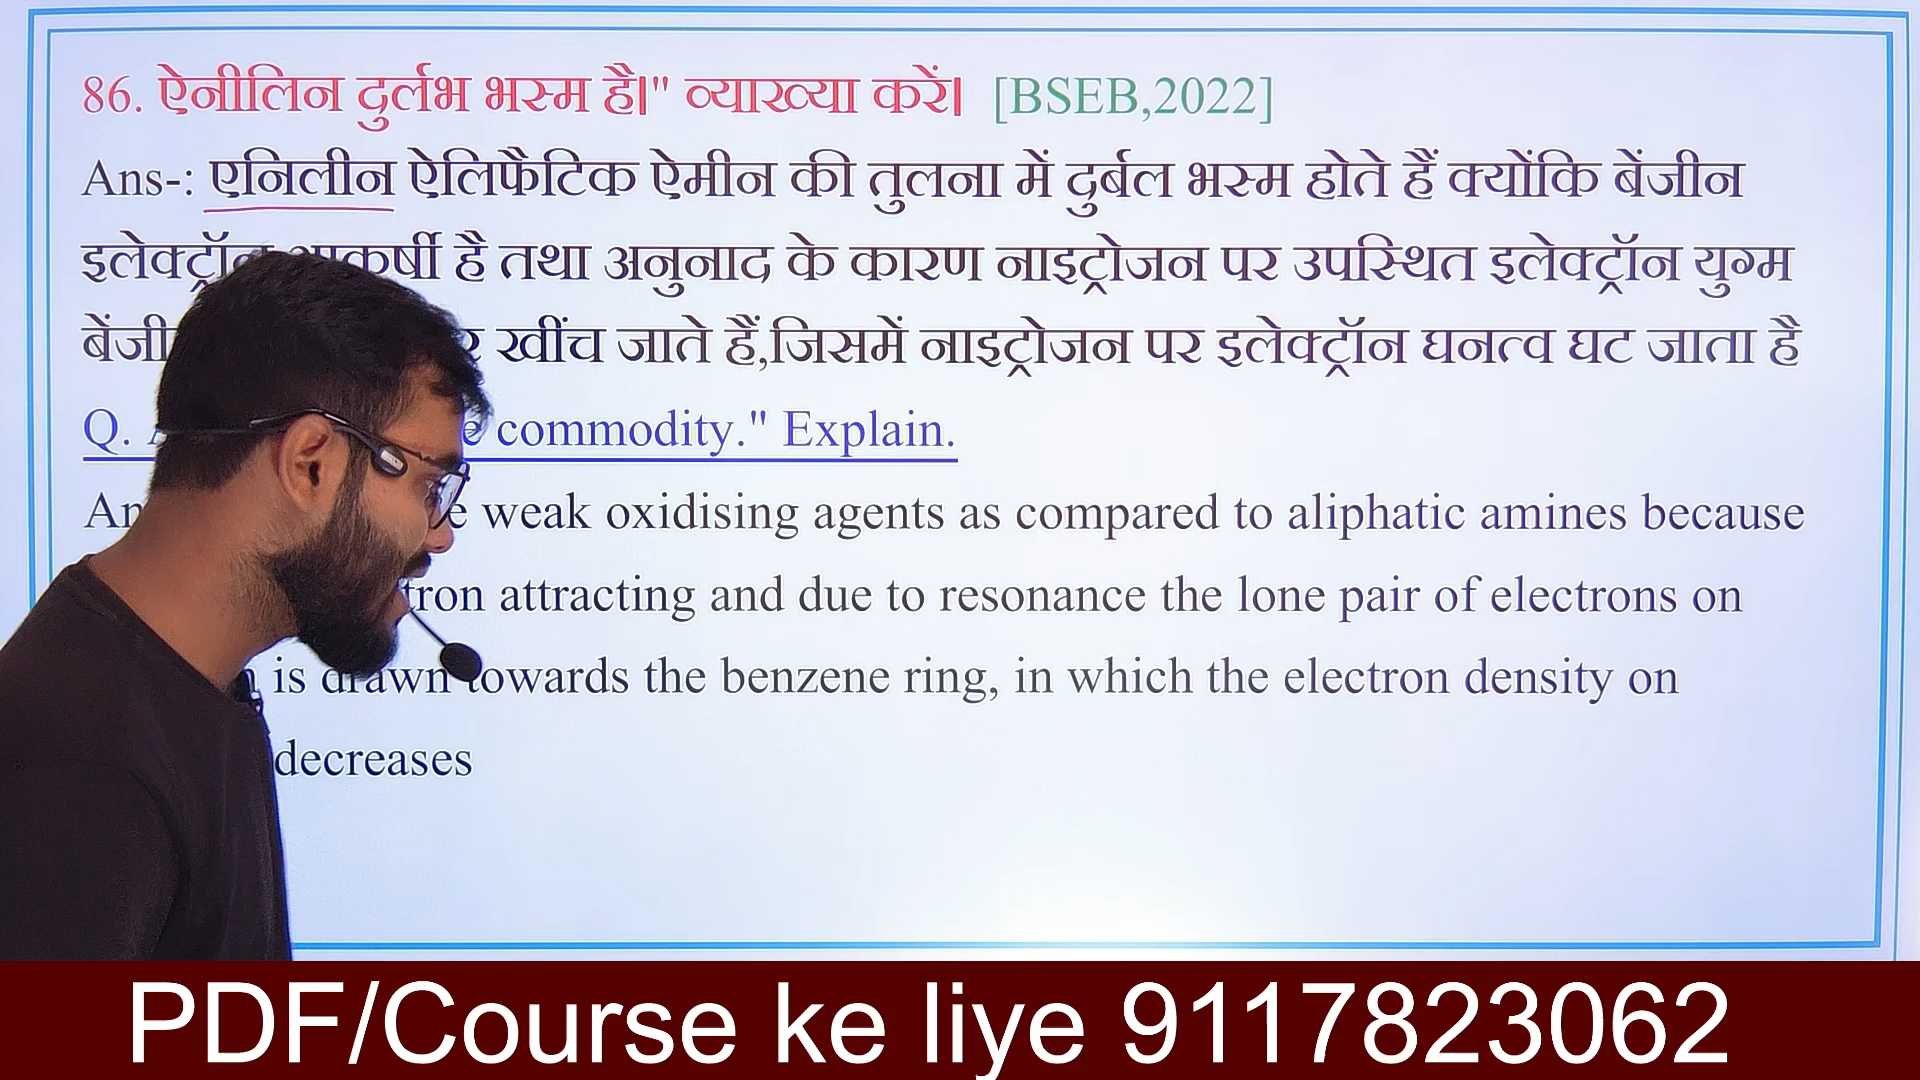 86. ऐनीलिन दुर्लभ भस्म है।" व्याख्या करें। [BSEB,2022]
Ans-: एनिलीन ऐलिफैटिक ऐमीन की तुलना में दुर्बल भस्म होते हैं क्योंकि बेंजीन
है तथा अनुनाद के कारण नाइट्रोजन पर उपस्थित इलेक्ट्रॉन युग्म
खींच जाते हैं,जिसमें नाइट्रोजन पर इलेक्ट्रॉन घनत्व घट जाता है
Q. commodity." Explain.
weak oxidising agents as compared to aliphatic amines because
attracting and due to resonance the lone pair of electrons on
is drawn towards the benzene ring, in which the electron density on
decreases
PDF/Course ke liye 9117823062